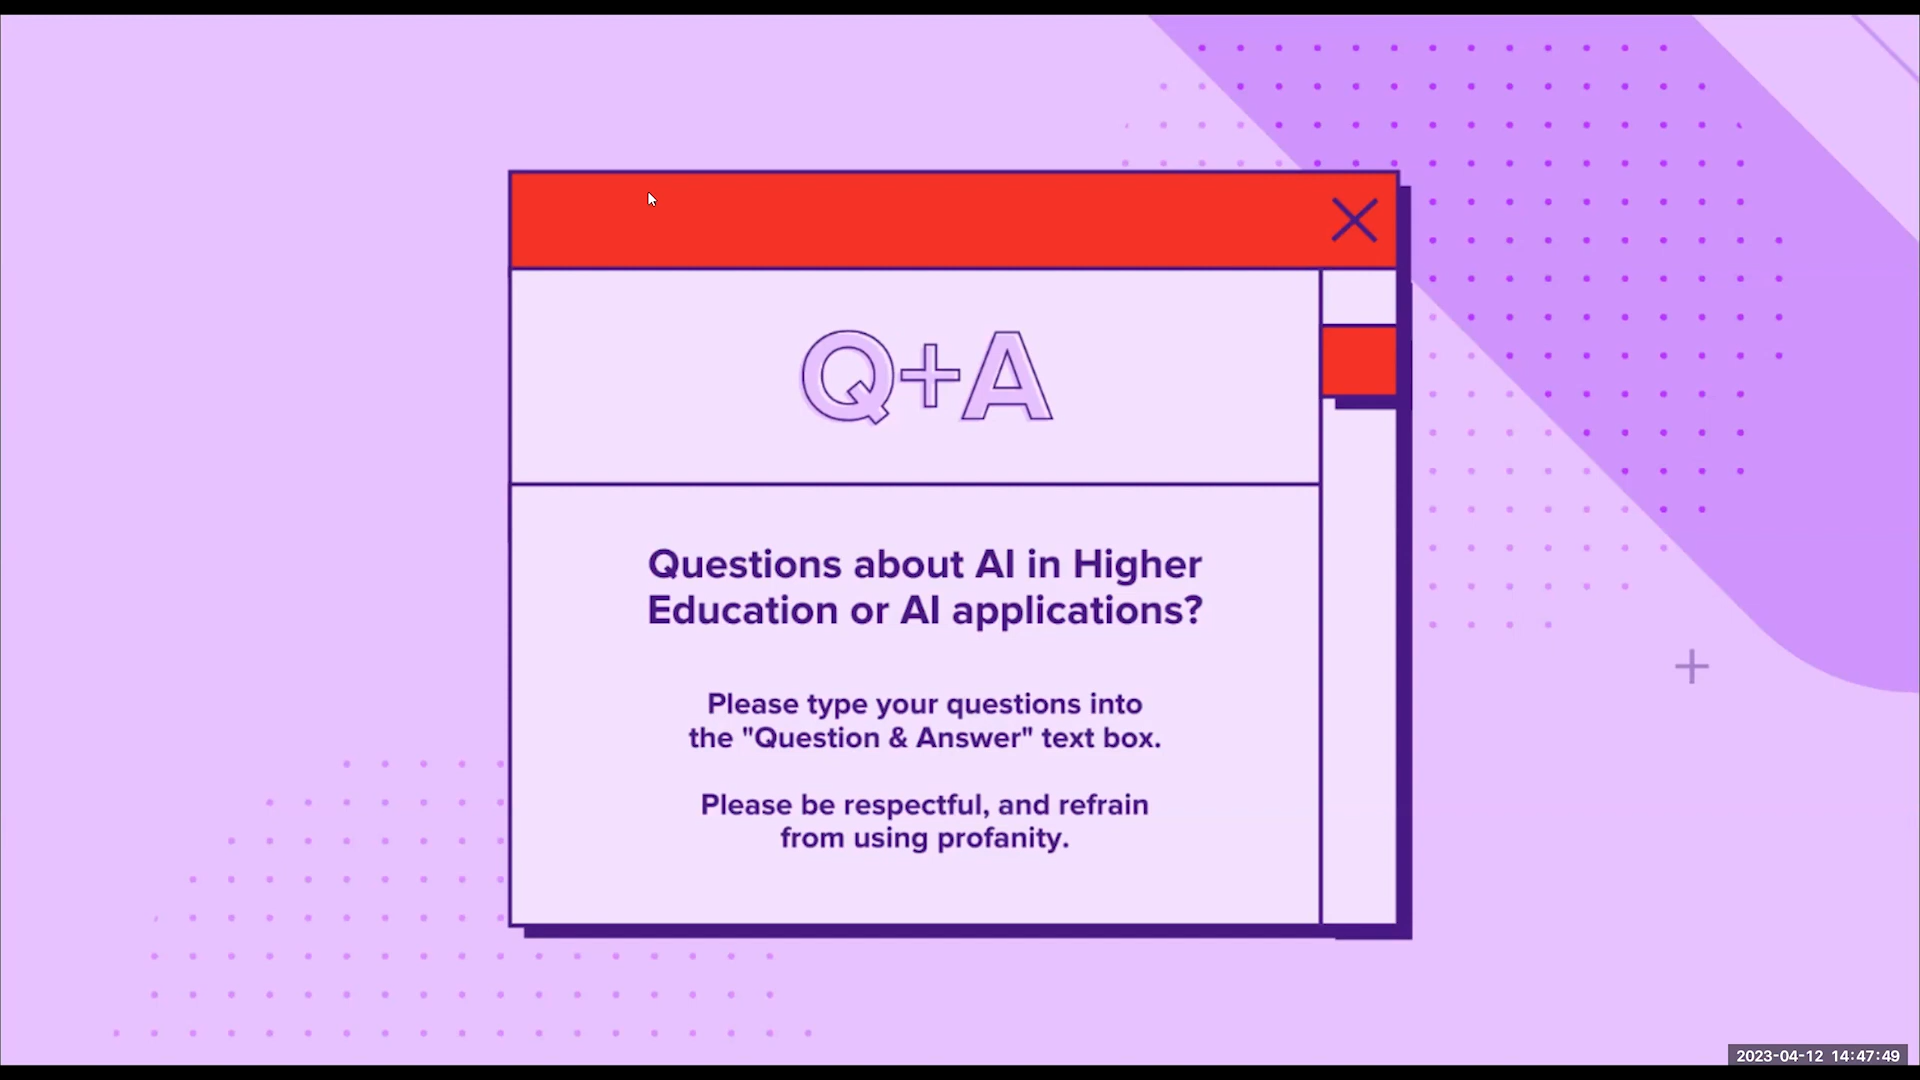 Q+A
Questions about AI in Higher
Education or AI applications?
Please type your questions into
the "Question & Answer" text box.
Please be respectful, and refrain
from using profanity.
2023-04-12 14:47:49